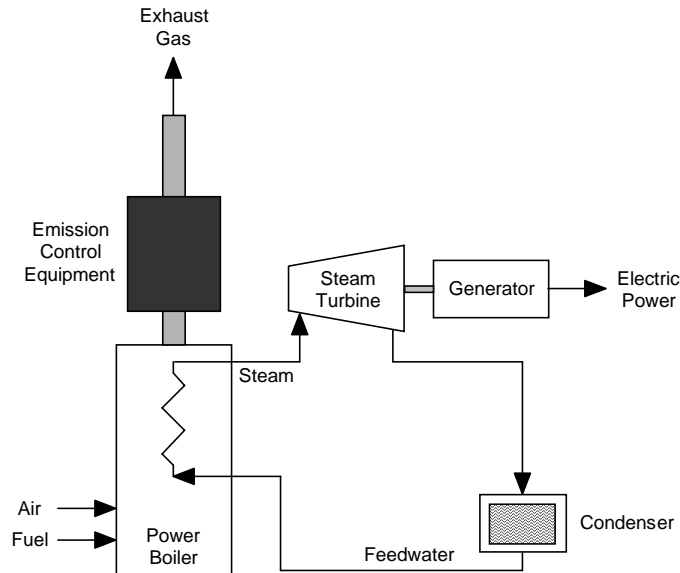 Exhaust
Gas
Emission
Control
Equipment
Steam
Turbine
Generator
Electric
Power
Steam
Air
Fuel
Power
Boiler
Feedwater
Condenser